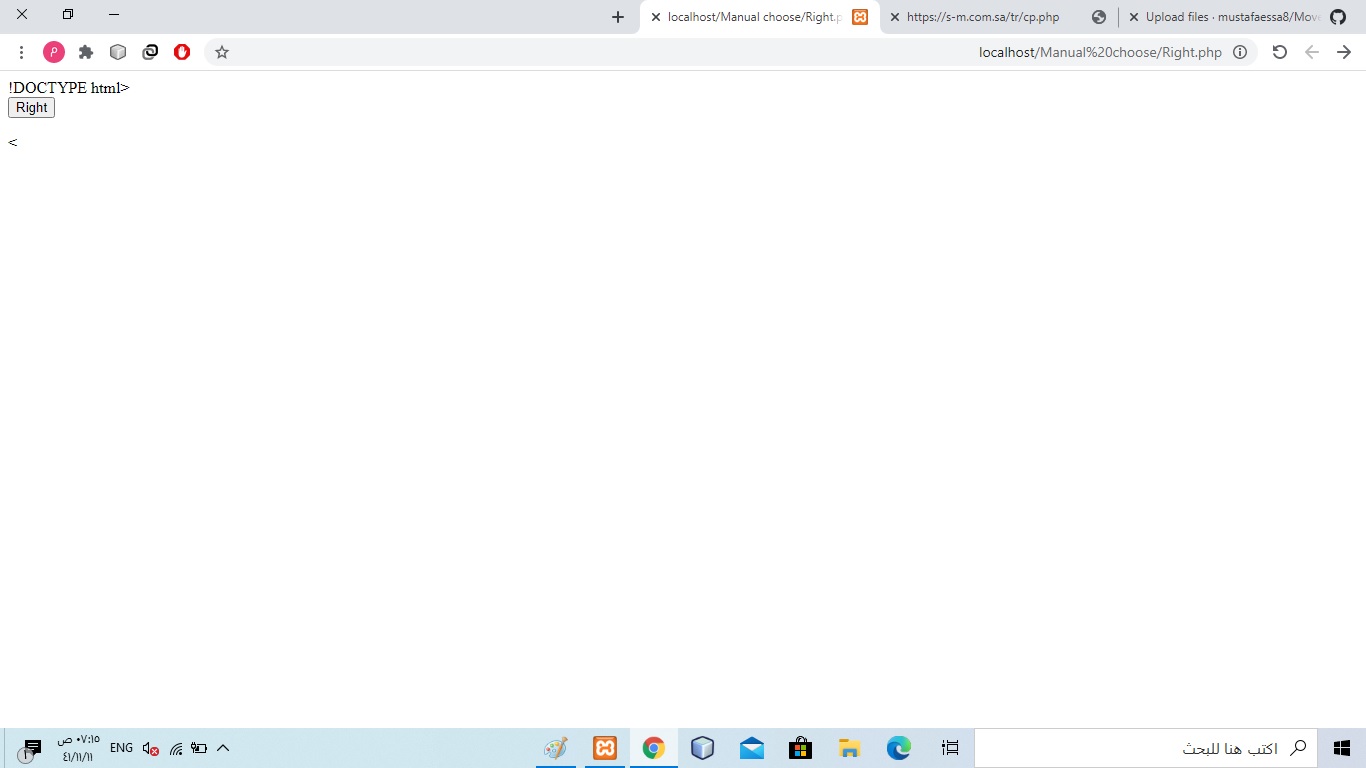 localhost/Manual choose/Right.p
https://s-m.com.sa/tr/cp.php
Upload files · mustafaessa8/Move
P
localhost/Manual%20choose/Right.php
!DOCTYPE html>
Right
<
اكتب هنا للبحث
ENG
٠٧:١٥ ص
٤١/١١/١١
١